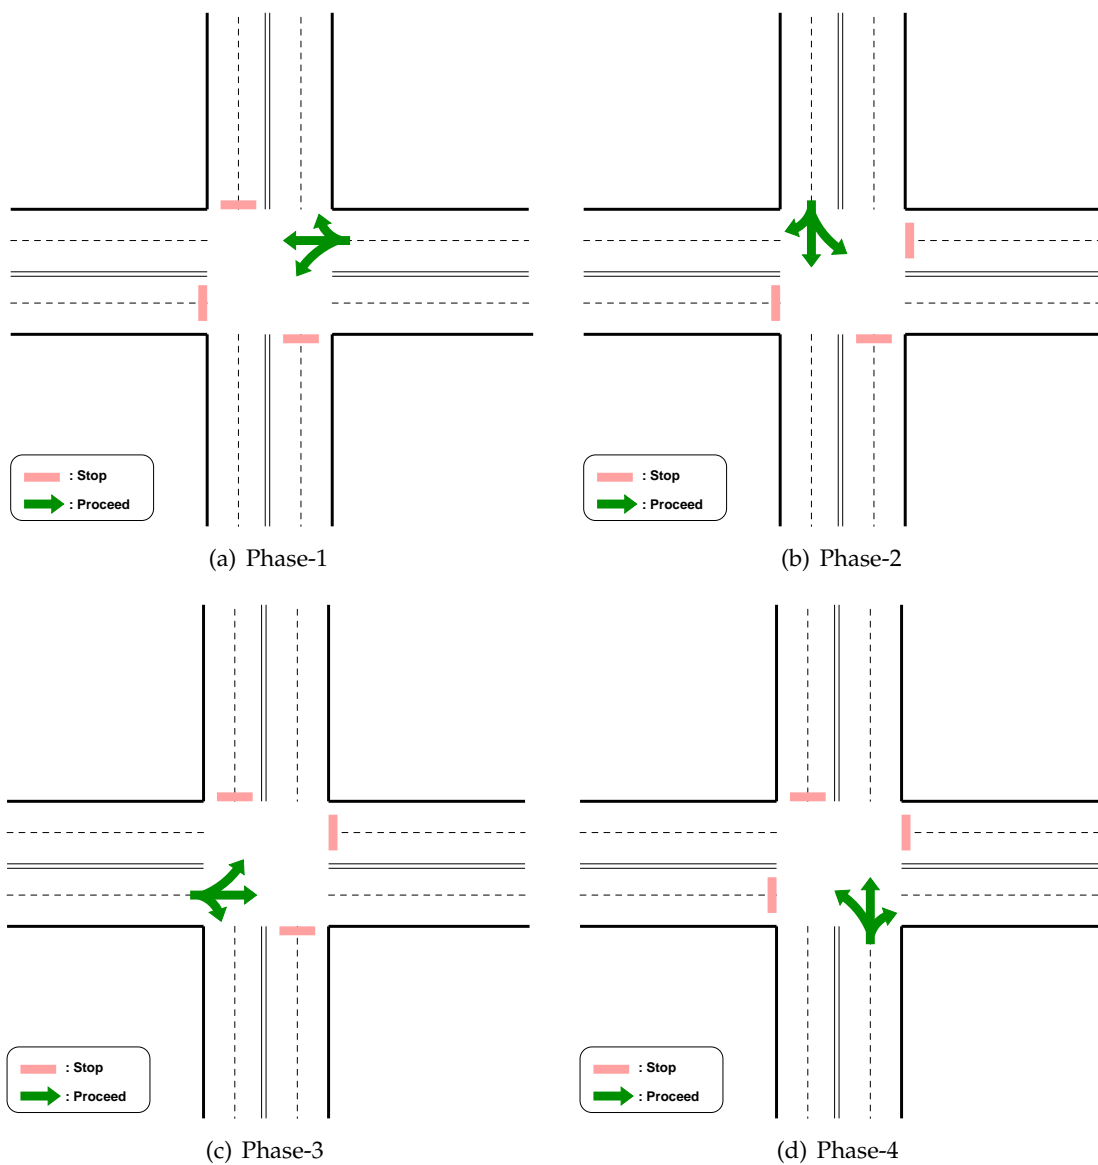 : Stop
: Proceed
(a) Phase-1
: Stop
: Proceed
(b) Phase-2
: Stop
: Proceed
(c) Phase-3
: Stop
: Proceed
(d) Phase-4